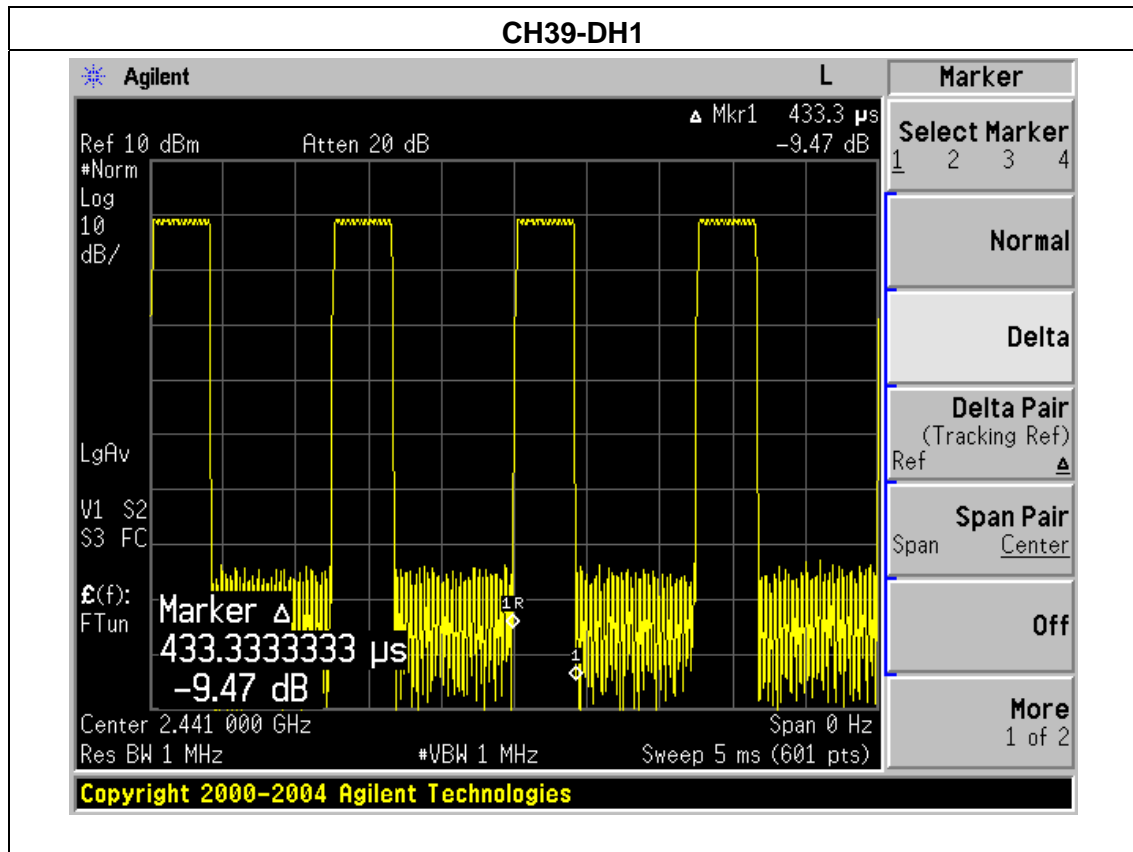 CH39-DH1
Agilent L Marker
Δ Mkr1 433.3 µs
Ref 10 dBm Atten 20 dB -9.47 dB
#Norm
Log
10
dB/
LgAv
V1 S2
S3 FC
£(f):
FTun
1R
1
Marker Δ
433.3333333 µs
-9.47 dB
Center 2.441 000 GHz Span 0 Hz
Res BW 1 MHz #VBW 1 MHz Sweep 5 ms (601 pts)
Select Marker
1 2 3 4
Normal
Delta
Delta Pair
(Tracking Ref)
Ref Δ
Span Pair
Span Center
Off
More
1 of 2
Copyright 2000-2004 Agilent Technologies